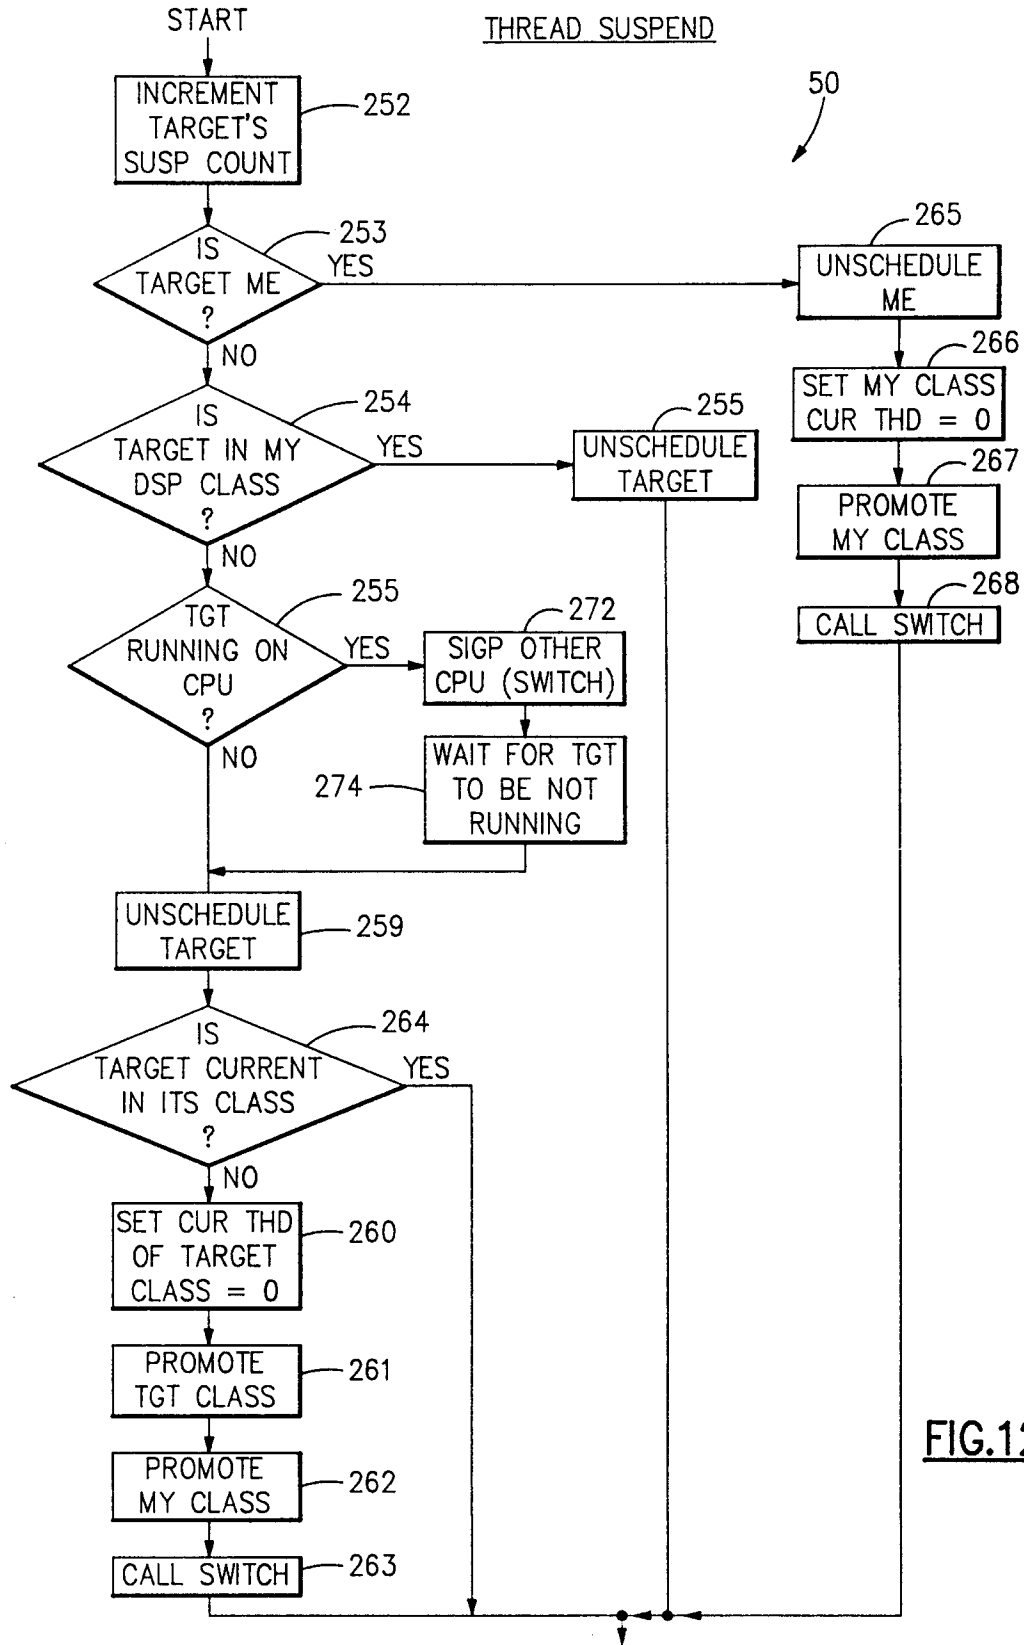 START
THREAD SUSPEND
50
INCREMENT
TARGET'S
SUSP COUNT
252
IS
TARGET ME
?
253
YES
NO
265
UNSCHEDULE
ME
266
SET MY CLASS
CUR THD = 0
267
PROMOTE
MY CLASS
268
CALL SWITCH
IS
TARGET IN MY
DSP CLASS
?
254
YES
NO
255
UNSCHEDULE
TARGET
TGT
RUNNING ON
CPU
?
255
YES
NO
272
SIGP OTHER
CPU (SWITCH)
274
WAIT FOR TGT
TO BE NOT
RUNNING
UNSCHEDULE
TARGET
259
IS
TARGET CURRENT
IN ITS CLASS
?
264
YES
NO
SET CUR THD
OF TARGET
CLASS = 0
260
PROMOTE
TGT CLASS
261
PROMOTE
MY CLASS
262
CALL SWITCH
263
FIG.12